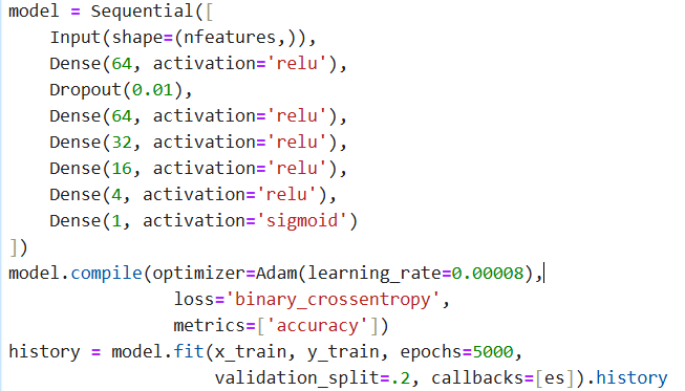 model = Sequential([
    Input(shape=(nfeatures,)),
    Dense(64, activation='relu'),
    Dropout(0.01),
    Dense(64, activation='relu'),
    Dense(32, activation='relu'),
    Dense(16, activation='relu'),
    Dense(4, activation='relu'),
    Dense(1, activation='sigmoid')
])
model.compile(optimizer=Adam(learning_rate=0.00008),
              loss='binary_crossentropy',
              metrics=['accuracy'])
history = model.fit(x_train, y_train, epochs=5000,
                 validation_split=.2, callbacks=[es]).history